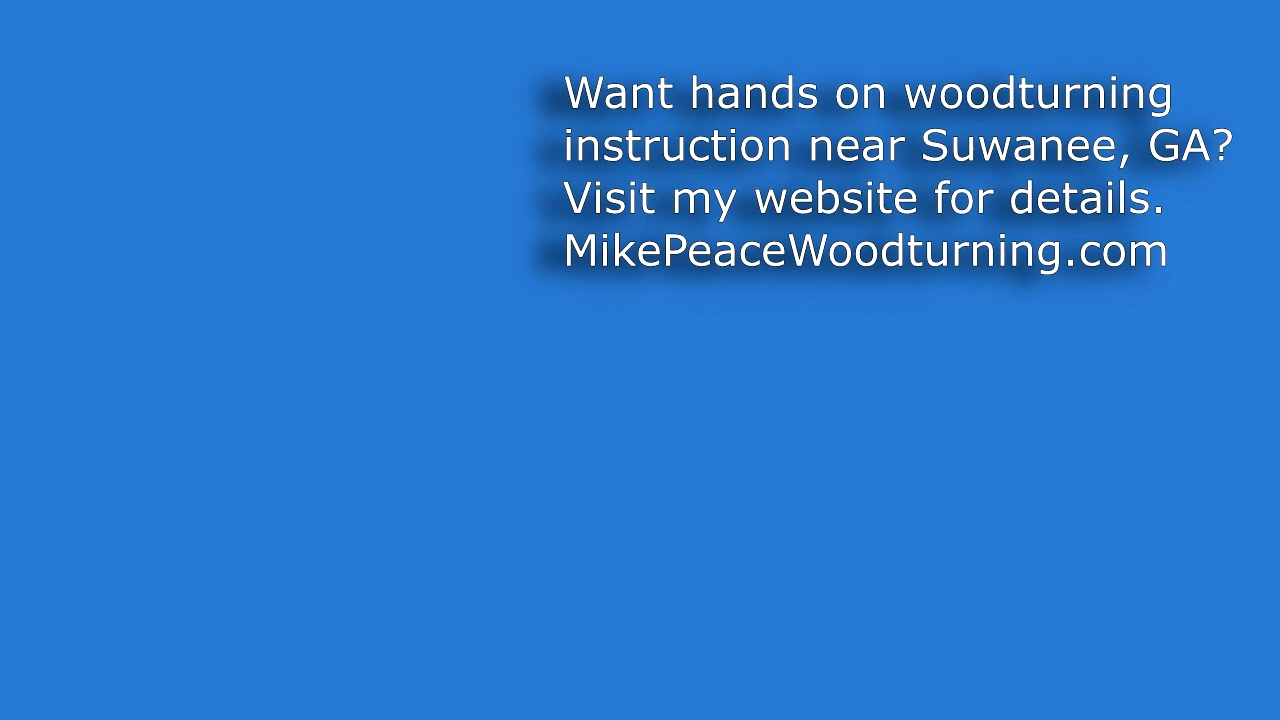 Want hands on woodturning
instruction near Suwanee, GA?
Visit my website for details.
MikePeaceWoodturning.com